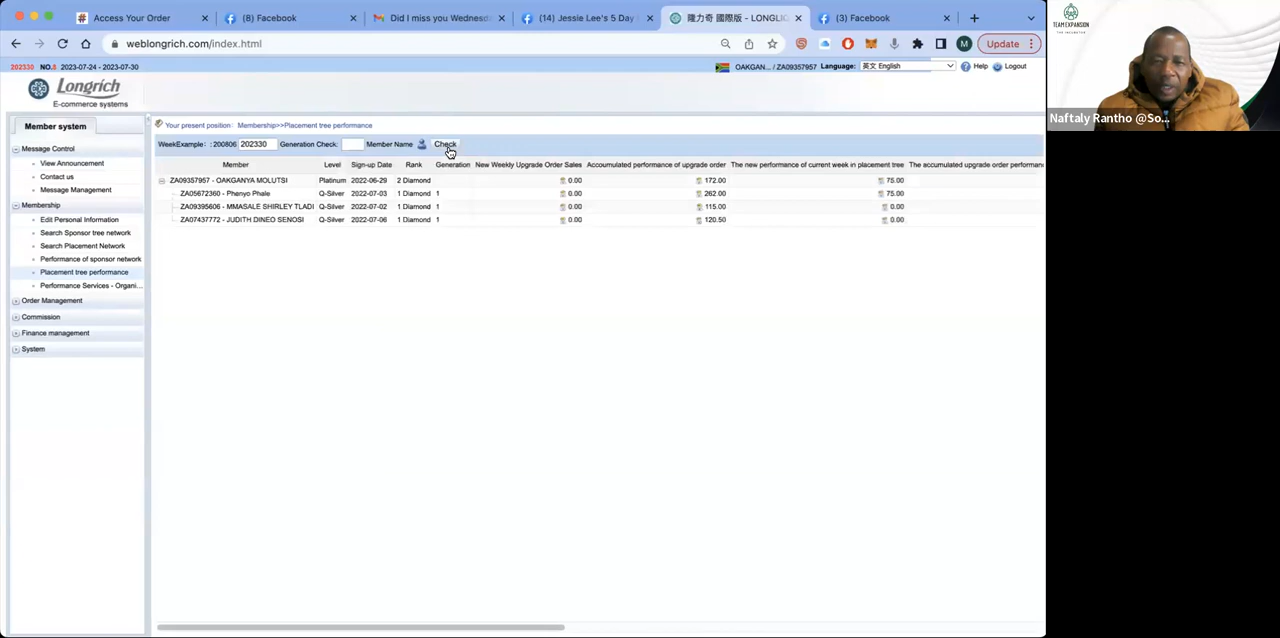 Access Your Order
(8) Facebook
Did I miss you Wednesda
(14) Jessie Lee's 5 Day
隆力奇 國際版 - LONGLIQ
(3) Facebook
weblongrich.com/index.html
M
Update
202330 NO.5 2023-07-24 - 2023-07-30
OAKGAN... / ZA09357957 Language: 英文 English Help Logout
Longrich
E-commerce systems
Member system
Message Control
View Announcement
Contact us
Message Management
Membership
Edit Personal Information
Search Sponsor tree network
Search Placement Network
Performance of sponsor network
Placement tree performance
Performance Services - Organi...
Order Management
Commission
Finance management
System
Your present position: Membership>>Placement tree performance
WeekExample: : 200806 202330 Generation Check: Member Name Check
Member Level Sign-up Date Rank Generation New Weekly Upgrade Order Sales Accoumulated performance of upgrade order The new performance of current week in placement tree The accumulated upgrade order performan
ZA09357957 - OAKGANYA MOLUTSI Platinum 2022-06-29 2 Diamond 0.00 172.00 75.00
ZA05672360 - Phenyo Phale Q-Silver 2022-07-03 1 Diamond 1 0.00 262.00 75.00
ZA09395606 - MMASALE SHIRLEY TLADI Q-Silver 2022-07-02 1 Diamond 1 0.00 115.00 0.00
ZA07437772 - JUDITH DINEO SENOSI Q-Silver 2022-07-06 1 Diamond 1 0.00 120.50 0.00
TEAM EXPANSION
Naftaly Rantho @So...